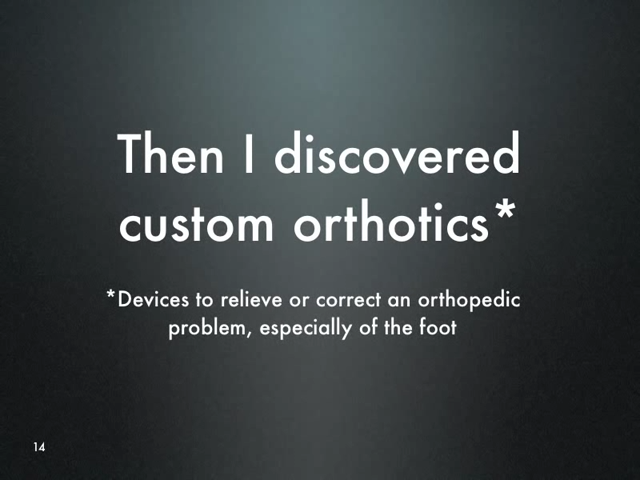 Then I discovered
custom orthotics*
*Devices to relieve or correct an orthopedic
problem, especially of the foot
14